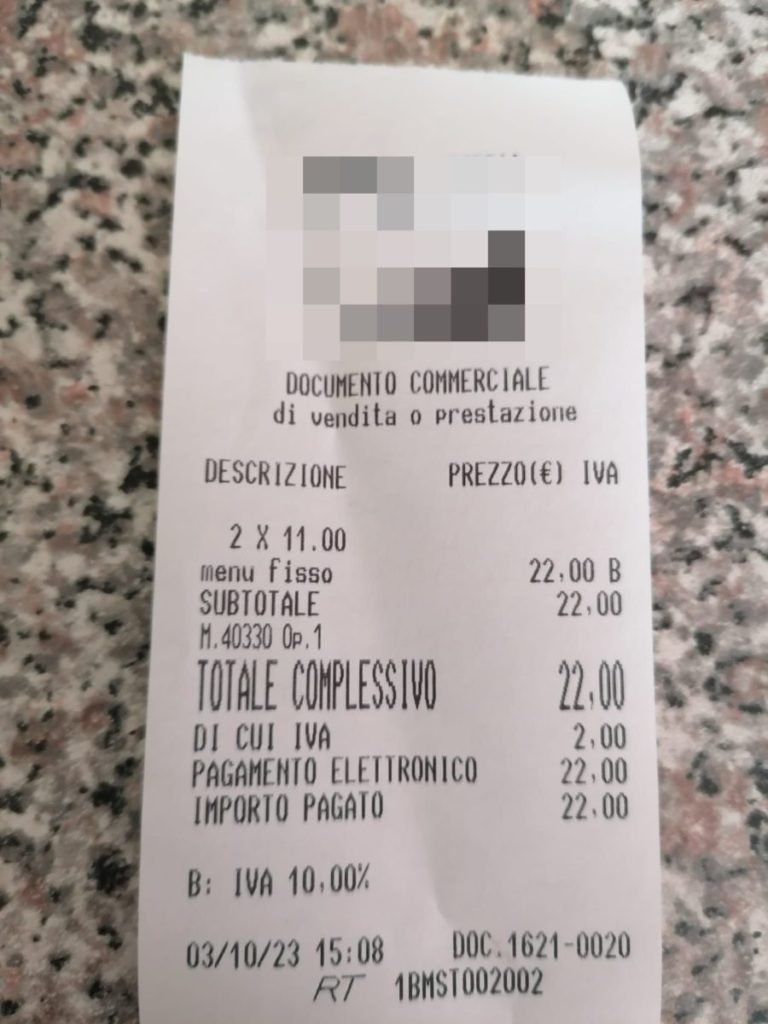 DOCUMENTO COMMERCIALE
di vendita o prestazione
DESCRIZIONE PREZZO(€) IVA
2 X 11.00
menu fisso 22,00 B
SUBTOTALE 22,00
M.40330 Op.1
TOTALE COMPLESSIVO 22,00
DI CUI IVA 2,00
PAGAMENTO ELETTRONICO 22,00
IMPORTO PAGATO 22,00
B: IVA 10,00%
03/10/23 15:08 DOC.1621-0020
RT 1BMST002002